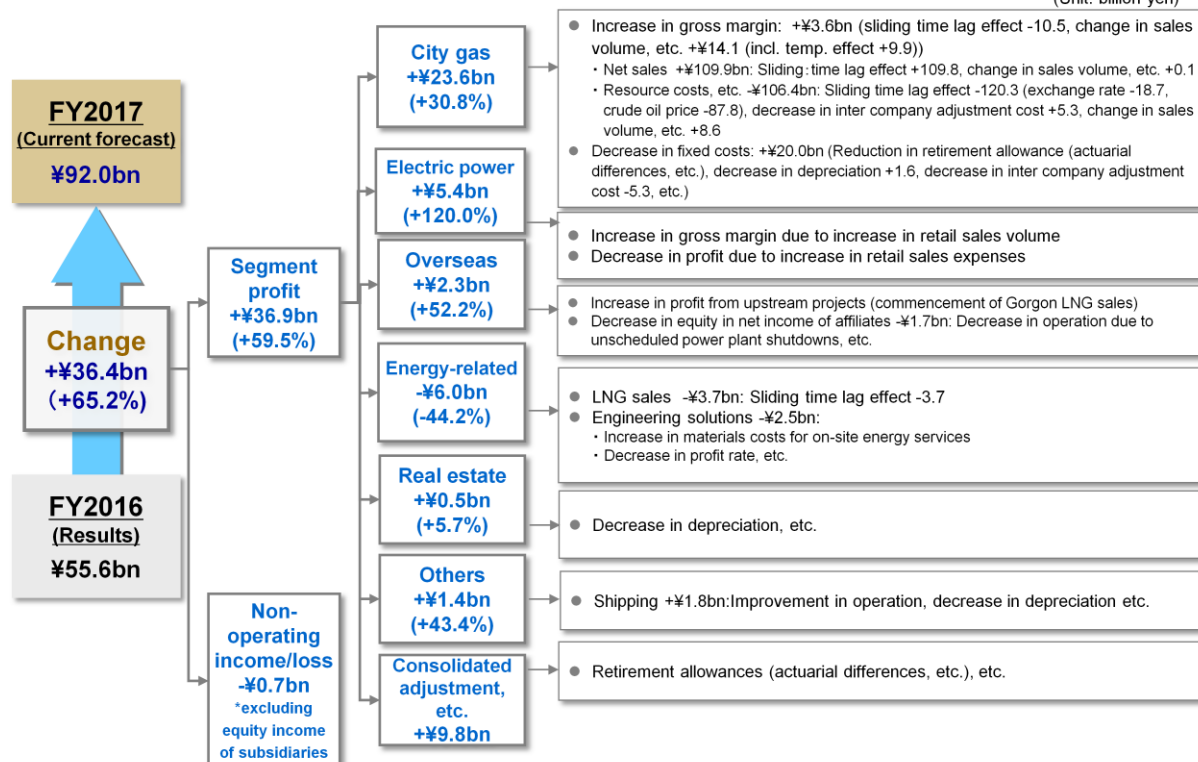 (Unit: billion yen)
FY2017
(Current forecast)
¥92.0bn
Change
+¥36.4bn
(+65.2%)
FY2016
(Results)
¥55.6bn
Segment
profit
+¥36.9bn
(+59.5%)
Non-
operating
income/loss
-¥0.7bn
*excluding
equity income
of subsidiaries
City gas
+¥23.6bn
(+30.8%)
● Increase in gross margin: +¥3.6bn (sliding time lag effect -10.5, change in sales
volume, etc. +¥14.1 (incl. temp. effect +9.9))
・Net sales +¥109.9bn: Sliding: time lag effect +109.8, change in sales volume, etc. +0.1
・Resource costs, etc. -¥106.4bn: Sliding time lag effect -120.3 (exchange rate -18.7,
crude oil price -87.8), decrease in inter company adjustment cost +5.3, change in sales
volume, etc. +8.6
● Decrease in fixed costs: +¥20.0bn (Reduction in retirement allowance (actuarial
differences, etc.), decrease in depreciation +1.6, decrease in inter company adjustment
cost -5.3, etc.)
Electric power
+¥5.4bn
(+120.0%)
● Increase in gross margin due to increase in retail sales volume
● Decrease in profit due to increase in retail sales expenses
Overseas
+¥2.3bn
(+52.2%)
● Increase in profit from upstream projects (commencement of Gorgon LNG sales)
● Decrease in equity in net income of affiliates -¥1.7bn: Decrease in operation due to
unscheduled power plant shutdowns, etc.
Energy-related
-¥6.0bn
(-44.2%)
● LNG sales -¥3.7bn: Sliding time lag effect -3.7
● Engineering solutions -¥2.5bn:
・Increase in materials costs for on-site energy services
・Decrease in profit rate, etc.
Real estate
+¥0.5bn
(+5.7%)
● Decrease in depreciation, etc.
Others
+¥1.4bn
(+43.4%)
● Shipping +¥1.8bn:Improvement in operation, decrease in depreciation etc.
Consolidated
adjustment,
etc.
+¥9.8bn
● Retirement allowances (actuarial differences, etc.), etc.